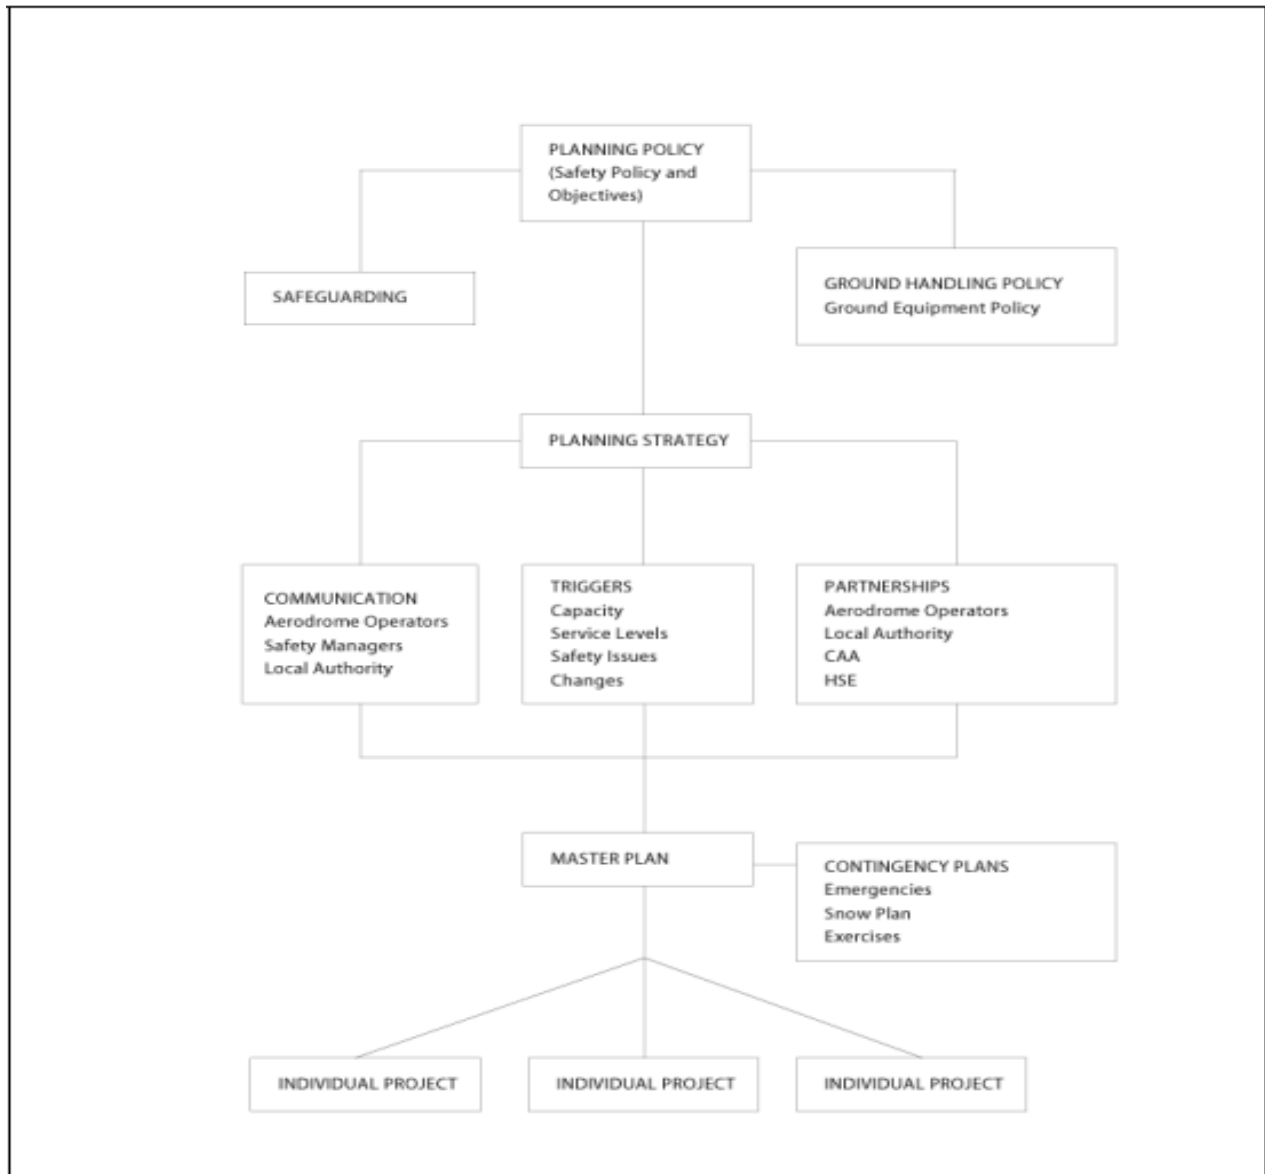 PLANNING POLICY
(Safety Policy and
Objectives)
SAFEGUARDING
GROUND HANDLING POLICY
Ground Equipment Policy
PLANNING STRATEGY
COMMUNICATION
Aerodrome Operators
Safety Managers
Local Authority
TRIGGERS
Capacity
Service Levels
Safety Issues
Changes
PARTNERSHIPS
Aerodrome Operators
Local Authority
CAA
HSE
MASTER PLAN
CONTINGENCY PLANS
Emergencies
Snow Plan
Exercises
INDIVIDUAL PROJECT
INDIVIDUAL PROJECT
INDIVIDUAL PROJECT